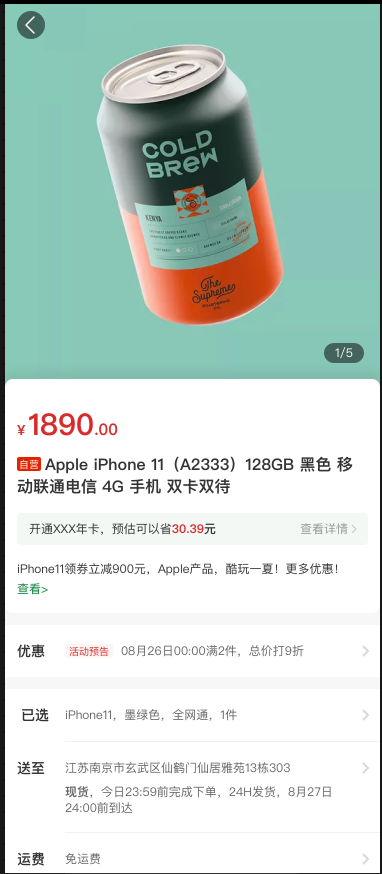 COLD
BREW
KENYA
The
Supreme
1/5
¥1890.00
自营 Apple iPhone 11（A2333）128GB 黑色 移
动联通电信 4G 手机 双卡双待
开通XXX年卡，预估可以省30.39元 查看详情
iPhone11领券立减900元，Apple产品，酷玩一夏！更多优惠！
查看>
优惠 活动预告 08月26日00:00满2件，总价打9折
已选 iPhone11，墨绿色，全网通，1件
送至 江苏南京市玄武区仙鹤门仙居雅苑13栋303
现货，今日23:59前完成下单，24H发货，8月27日
24:00前到达
运费 免运费